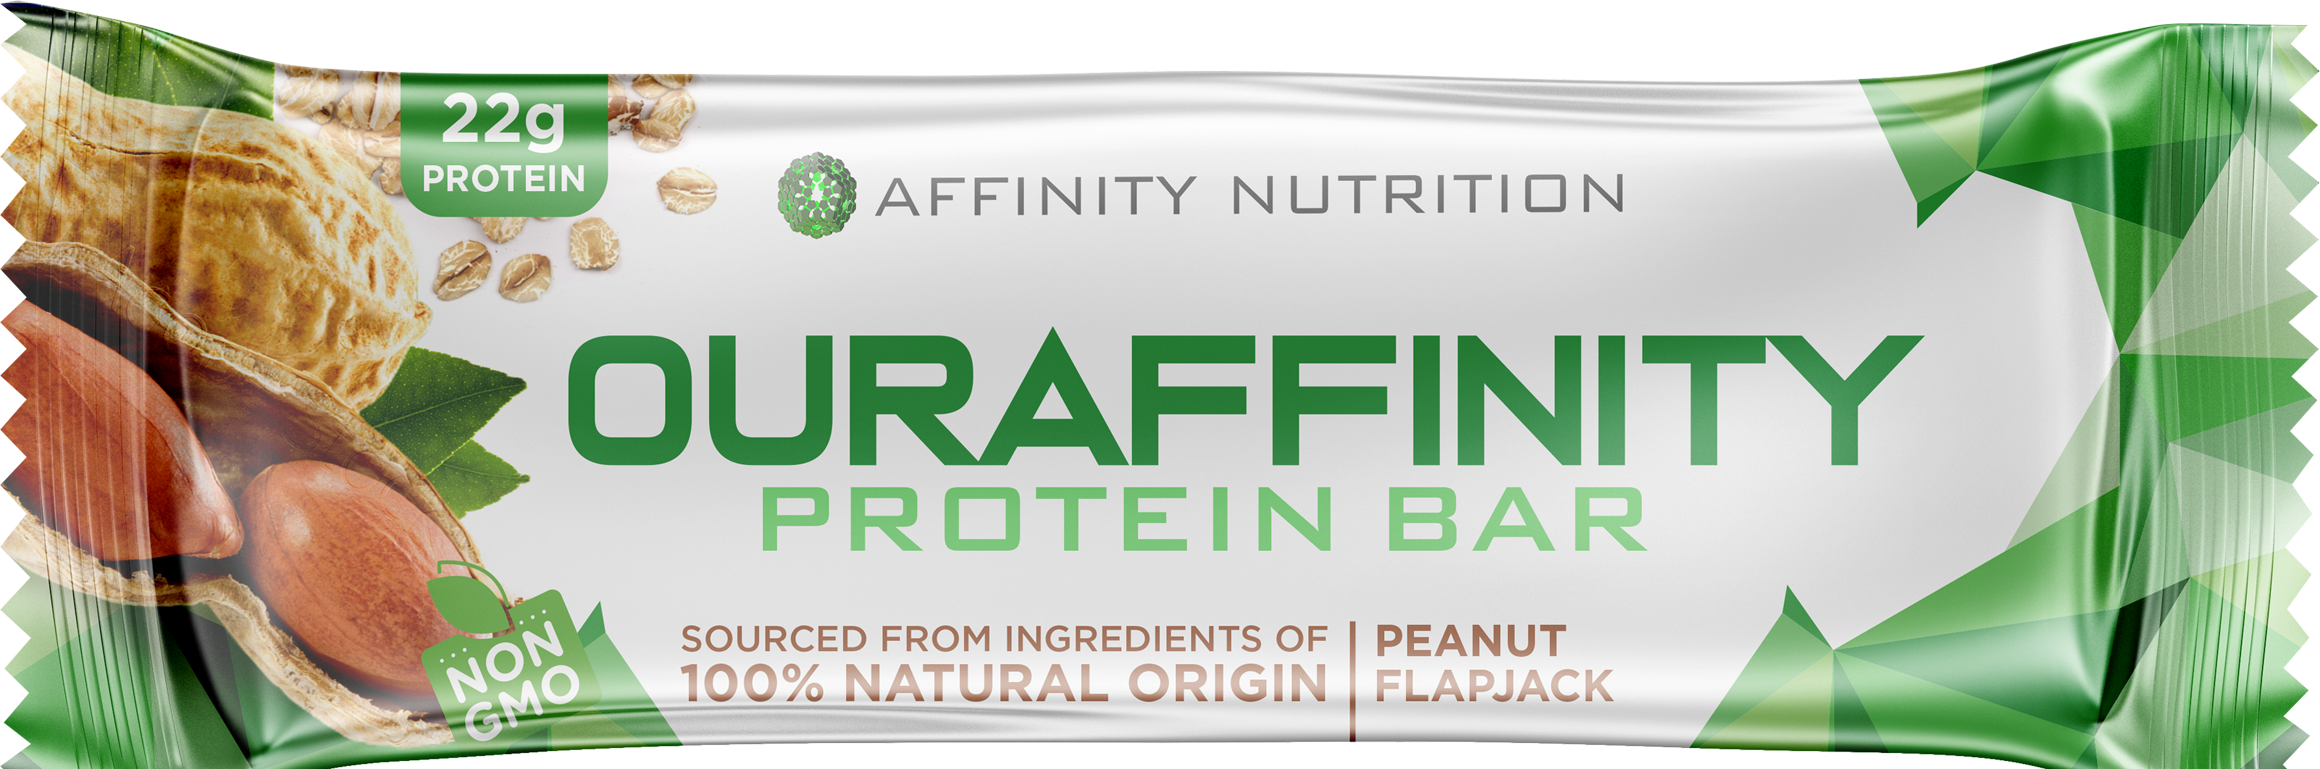 22g
PROTEIN
AFFINITY NUTRITION
OURAFFINITY
PROTEIN BAR
SOURCED FROM INGREDIENTS OF
100% NATURAL ORIGIN
PEANUT
FLAPJACK
NON
GMO